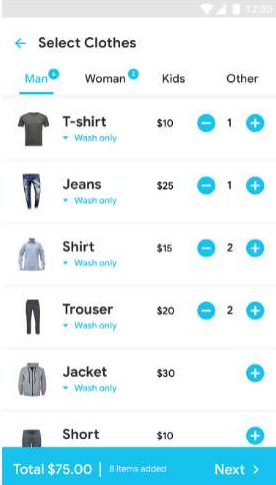 12:30
Select Clothes
Man 6 Woman 2 Kids Other
T-shirt $10 1
Wash only
Jeans $25 1
Wash only
Shirt $15 2
Wash only
Trouser $20 2
Wash only
Jacket $30
Wash only
Short $10
Total $75.00 | 8 Items added Next